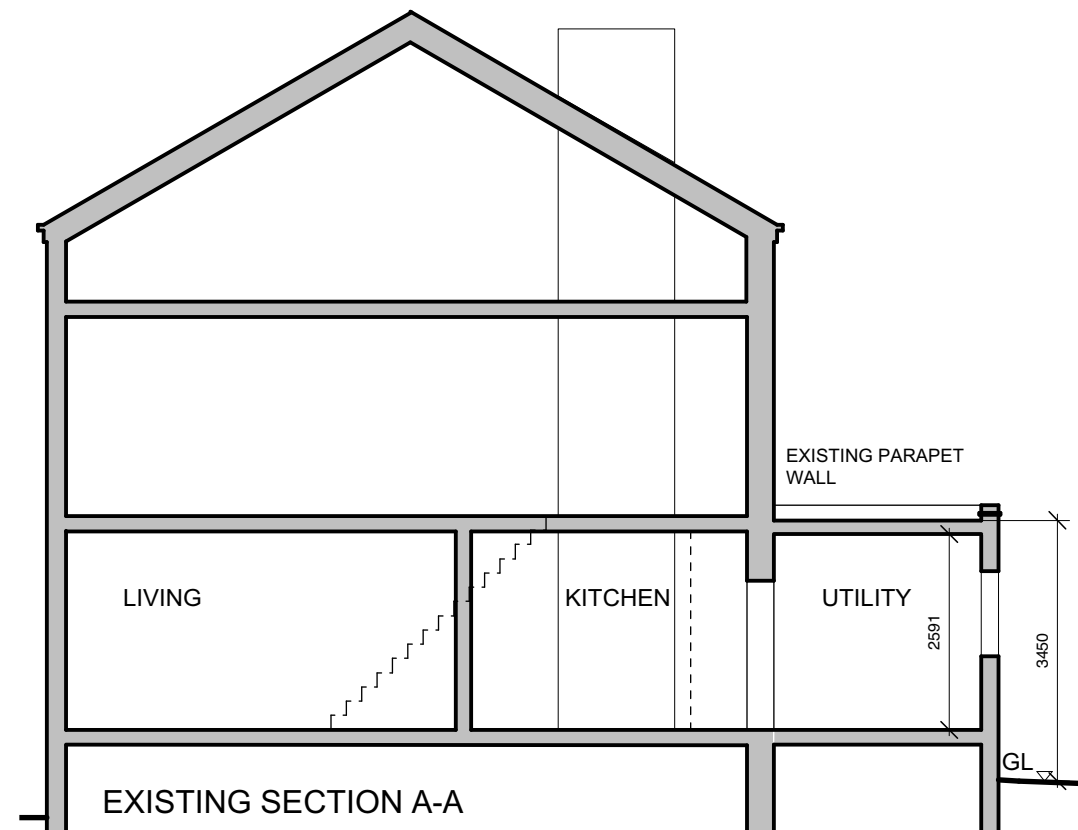 EXISTING PARAPET
WALL
LIVING
KITCHEN
UTILITY
2591
3450
GL
EXISTING SECTION A-A